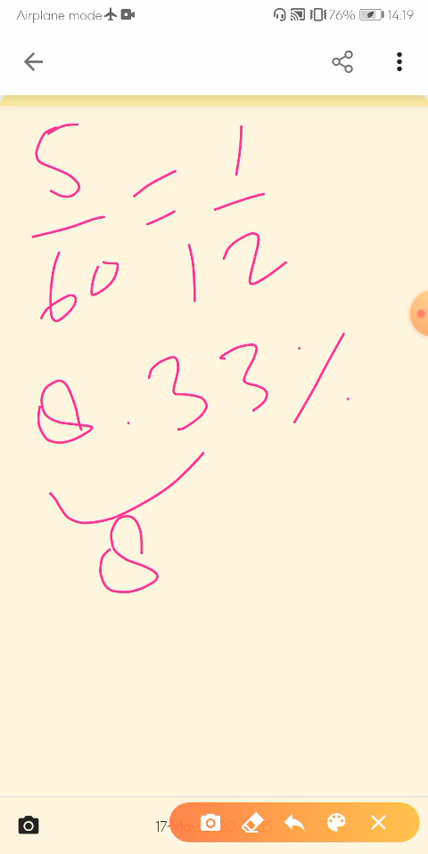 Airplane mode 76% 14:19
5/60 = 1/12
8.33%
8